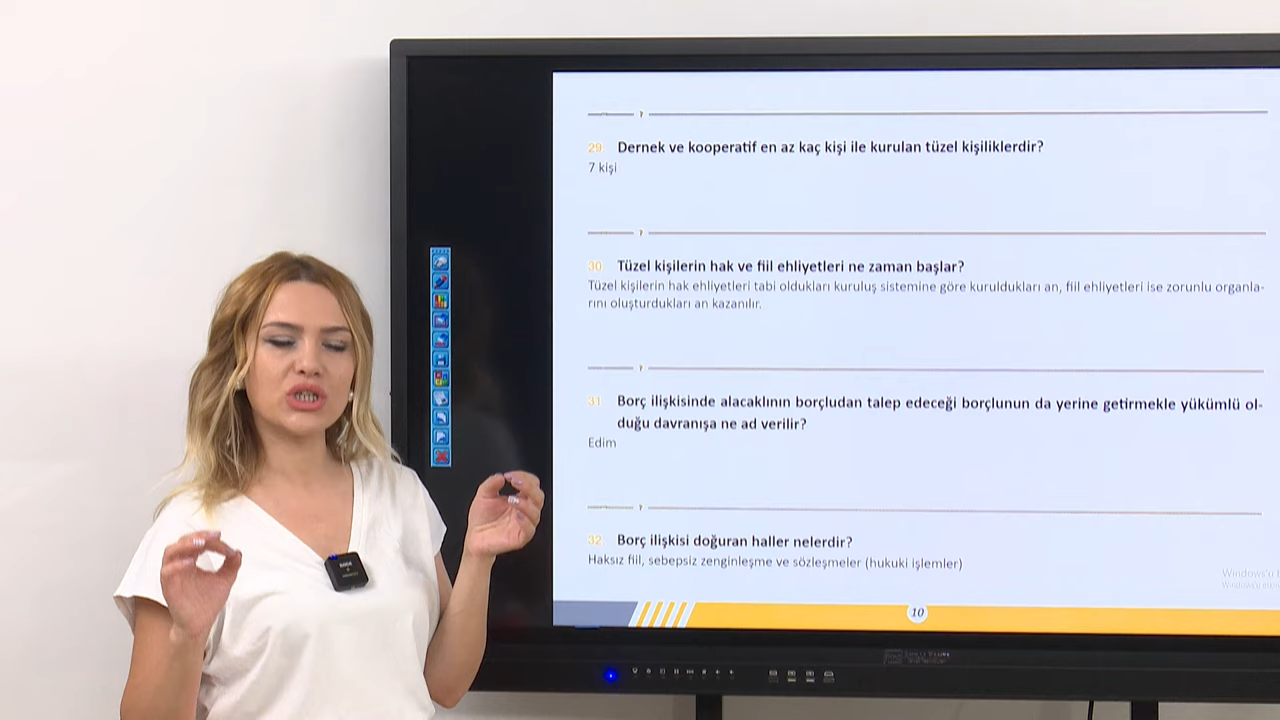 29. Dernek ve kooperatif en az kaç kişi ile kurulan tüzel kişiliklerdir?
7 kişi
30. Tüzel kişilerin hak ve fiil ehliyetleri ne zaman başlar?
Tüzel kişilerin hak ehliyetleri tabi oldukları kuruluş sistemine göre kuruldukları an, fiil ehliyetleri ise zorunlu organla-
rını oluşturdukları an kazanılır.
31. Borç ilişkisinde alacaklının borçludan talep edeceği borçlunun da yerine getirmekle yükümlü ol-
duğu davranışa ne ad verilir?
Edim
32. Borç ilişkisi doğuran haller nelerdir?
Haksız fiil, sebepsiz zenginleşme ve sözleşmeler (hukuki işlemler)
Windows'u
10